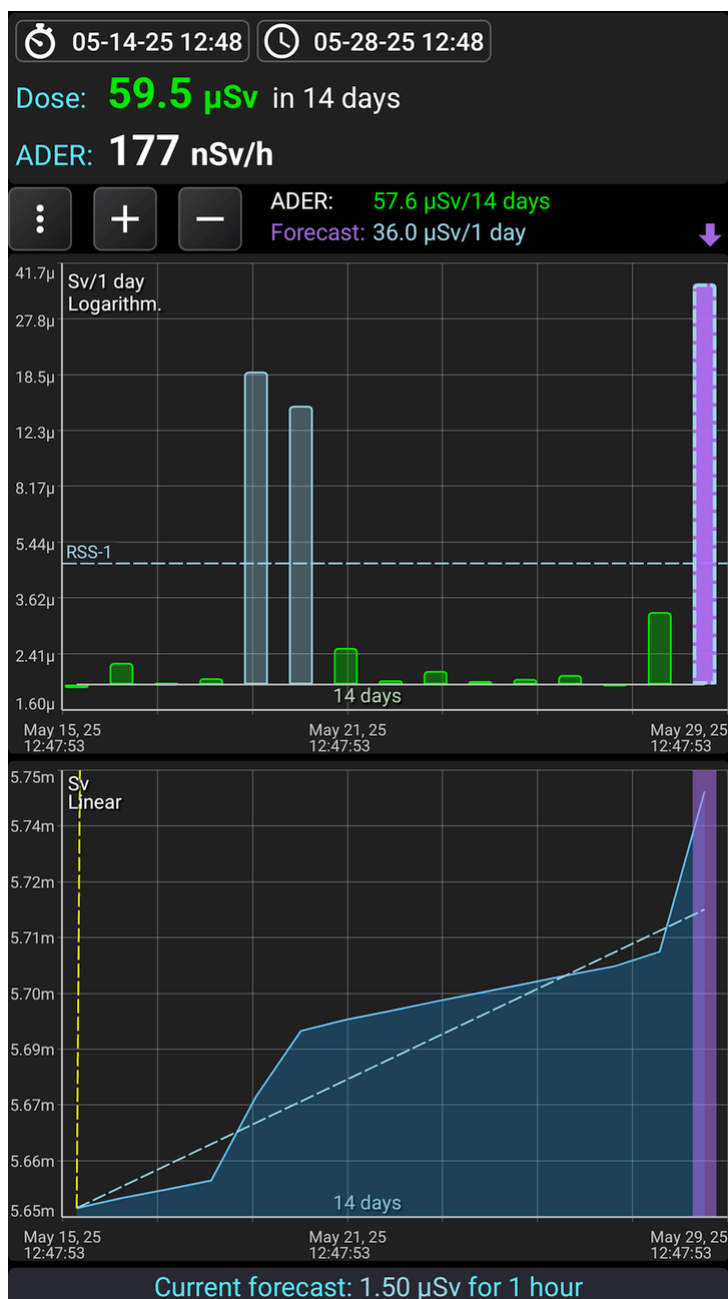 05-14-25 12:48 05-28-25 12:48
Dose: 59.5 µSv in 14 days
ADER: 177 nSv/h
ADER: 57.6 µSv/14 days
Forecast: 36.0 µSv/1 day
Sv/1 day
Logarithm.
41.7µ
27.8µ
18.5µ
12.3µ
8.17µ
5.44µ
RSS-1
3.62µ
2.41µ
1.60µ
14 days
May 15, 25 May 21, 25 May 29, 25
12:47:53 12:47:53 12:47:53
Sv
Linear
5.75m
5.74m
5.72m
5.71m
5.70m
5.69m
5.67m
5.66m
5.65m
14 days
May 15, 25 May 21, 25 May 29, 25
12:47:53 12:47:53 12:47:53
Current forecast: 1.50 µSv for 1 hour